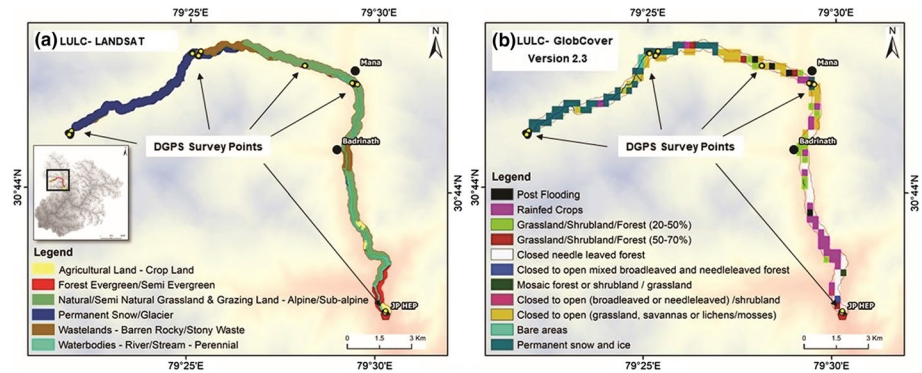 79°25'E
79°30'E
(a) LULC- LANDSAT
N
Mana
DGPS Survey Points
Badrinath
30°44'N
Legend
Agricultural Land - Crop Land
Forest Evergreen/Semi Evergreen
Natural/Semi Natural Grassland & Grazing Land - Alpine/Sub-alpine
Permanent Snow/Glacier
Wastelands - Barren Rocky/Stony Waste
Waterbodies - River/Stream - Perennial
JP HEP
0 1.5 3 Km
79°25'E
79°30'E
79°25'E
79°30'E
(b) LULC- GlobCover
Version 2.3
N
Mana
DGPS Survey Points
Badrinath
30°44'N
30°44'N
Legend
Post Flooding
Rainfed Crops
Grassland/Shrubland/Forest (20-50%)
Grassland/Shrubland/Forest (50-70%)
Closed needle leaved forest
Closed to open mixed broadleaved and needleleaved forest
Mosaic forest or shrubland / grassland
Closed to open (broadleaved or needleleaved) /shrubland
Closed to open (grassland, savannas or lichens/mosses)
Bare areas
Permanent snow and ice
JP HEP
0 1.5 3 Km
79°25'E
79°30'E